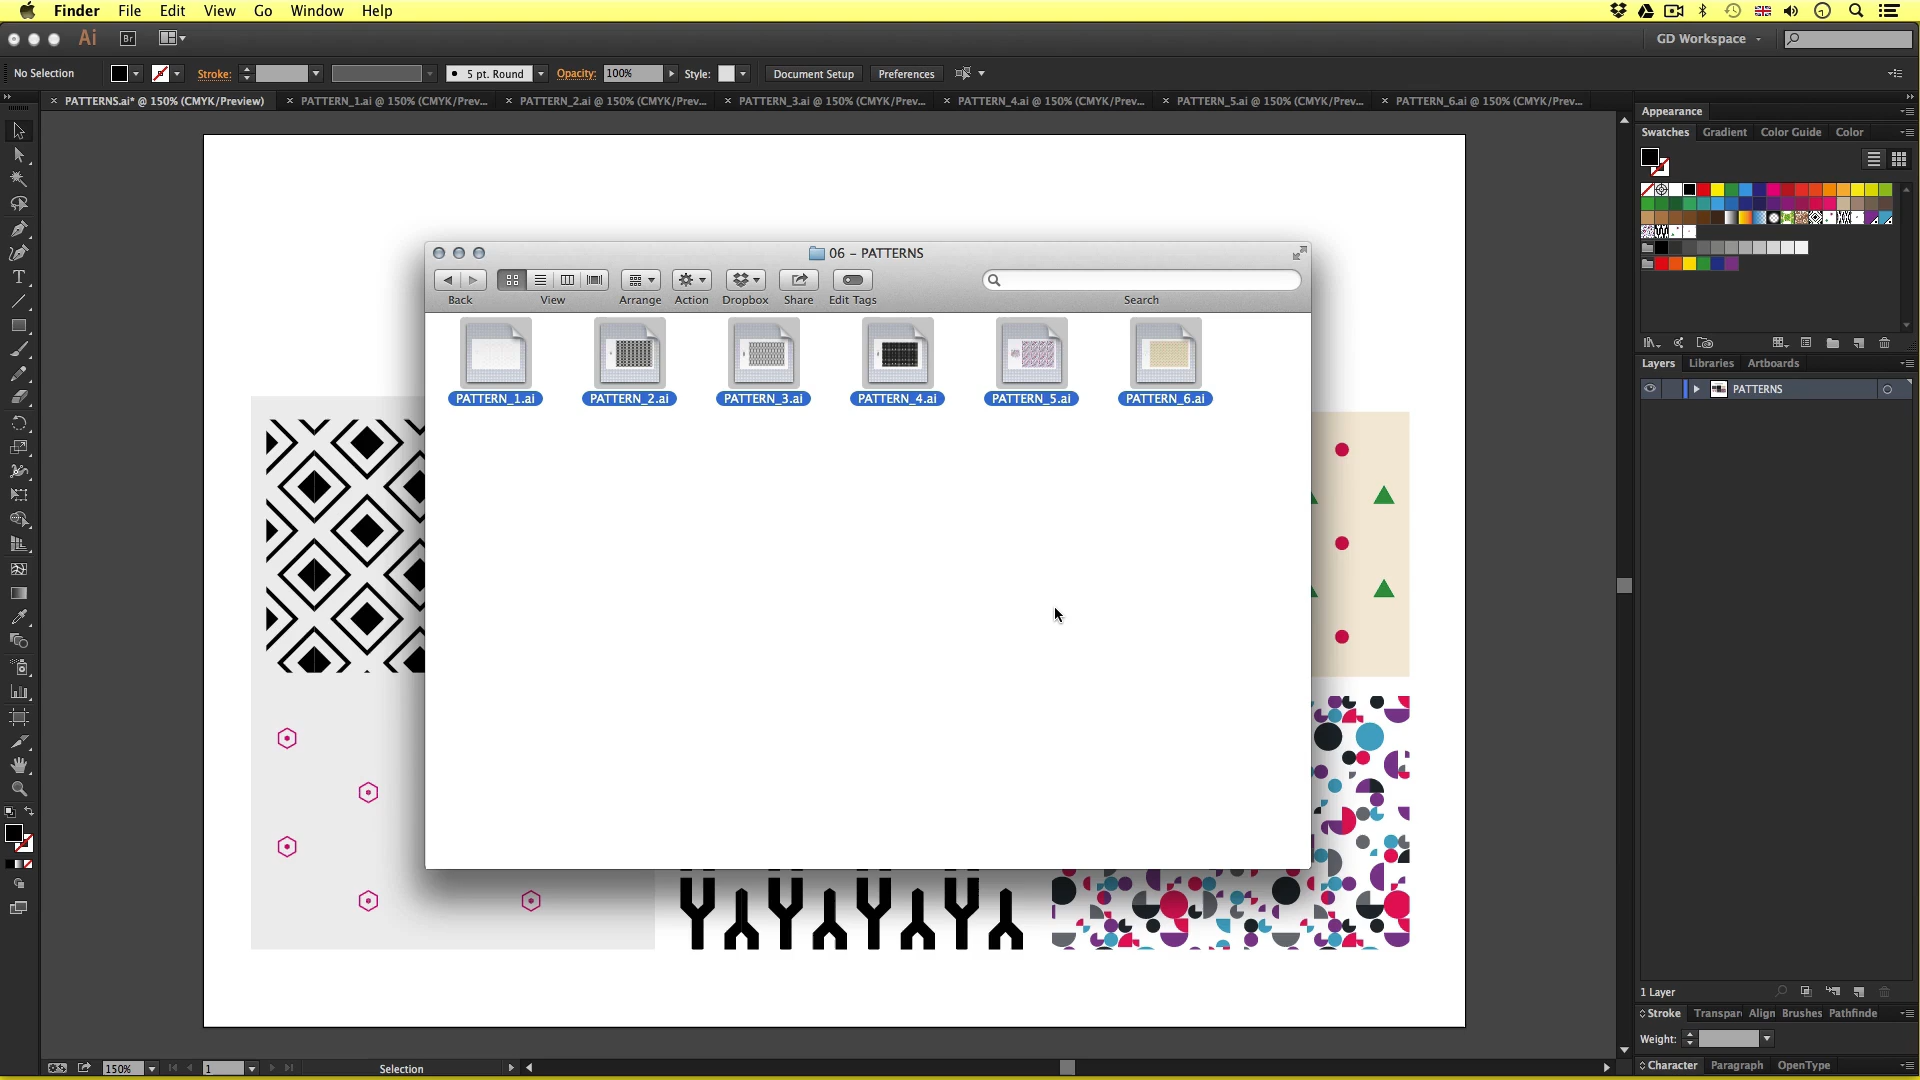 Finder File Edit View Go Window Help
Ai Br GD Workspace
No Selection Stroke: 5 pt. Round Opacity: 100% Style: Document Setup Preferences
PATTERNS.ai* @ 150% (CMYK/Preview) PATTERN_1.ai @ 150% (CMYK/Prev... PATTERN_2.ai @ 150% (CMYK/Prev... PATTERN_3.ai @ 150% (CMYK/Prev... PATTERN_4.ai @ 150% (CMYK/Prev... PATTERN_5.ai @ 150% (CMYK/Prev... PATTERN_6.ai @ 150% (CMYK/Prev...
Appearance
Swatches Gradient Color Guide Color
06 – PATTERNS
Back View Arrange Action Dropbox Share Edit Tags Search
PATTERN_1.ai PATTERN_2.ai PATTERN_3.ai PATTERN_4.ai PATTERN_5.ai PATTERN_6.ai
Layers Libraries Artboards
PATTERNS
1 Layer
Stroke Transpar Align Brushes Pathfinde
Weight:
Character Paragraph OpenType
150% 1 Selection